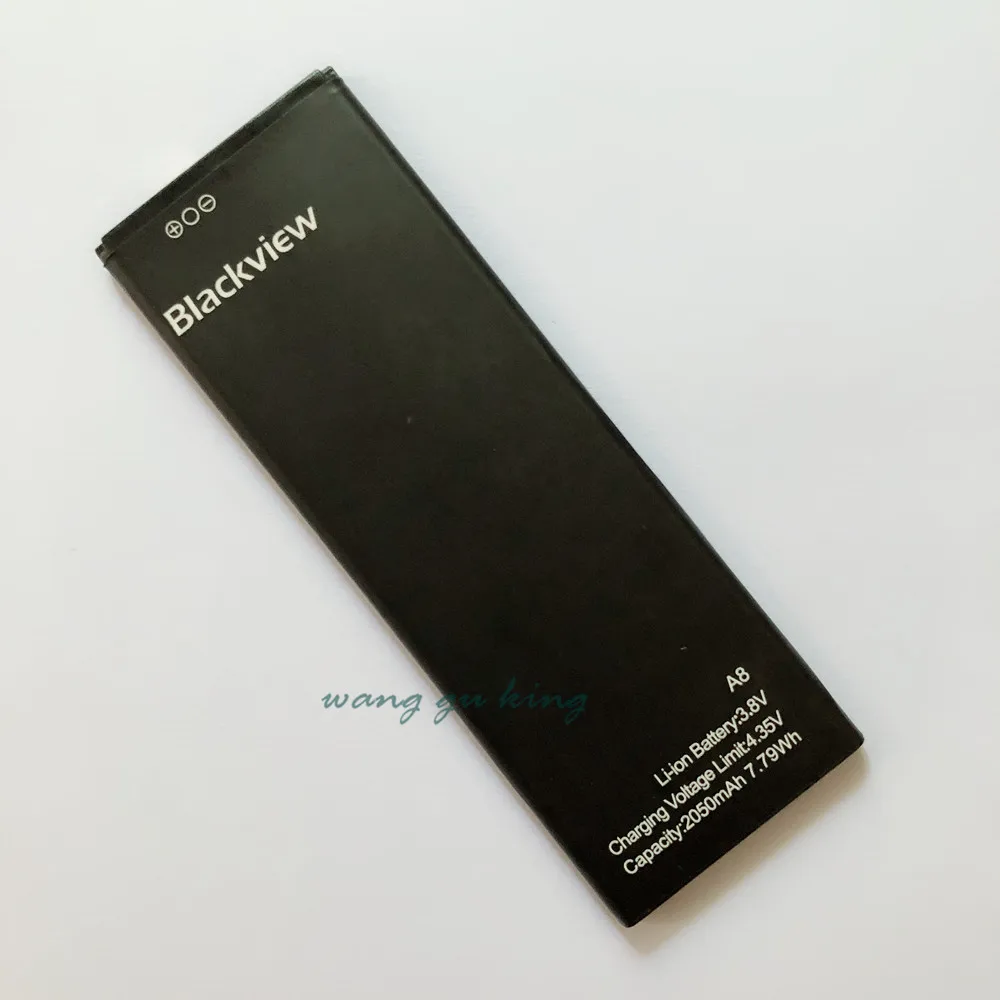 ⊕○⊖
Blackview
wang gu king
A8
Li-ion Battery:3.8V
Charging Voltage Limit:4.35V
Capacity:2050mAh 7.79Wh